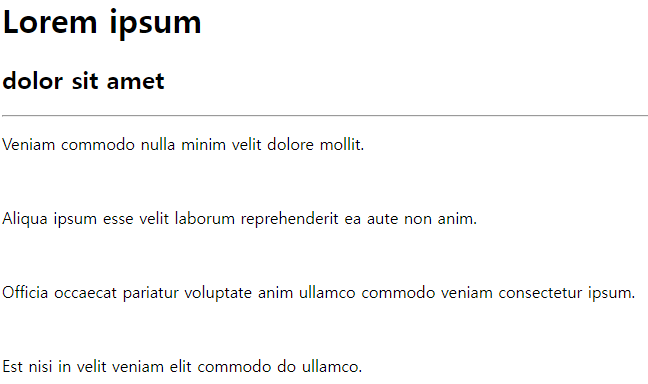 Lorem ipsum
dolor sit amet
Veniam commodo nulla minim velit dolore mollit.
Aliqua ipsum esse velit laborum reprehenderit ea aute non anim.
Officia occaecat pariatur voluptate anim ullamco commodo veniam consectetur ipsum.
Est nisi in velit veniam elit commodo do ullamco.